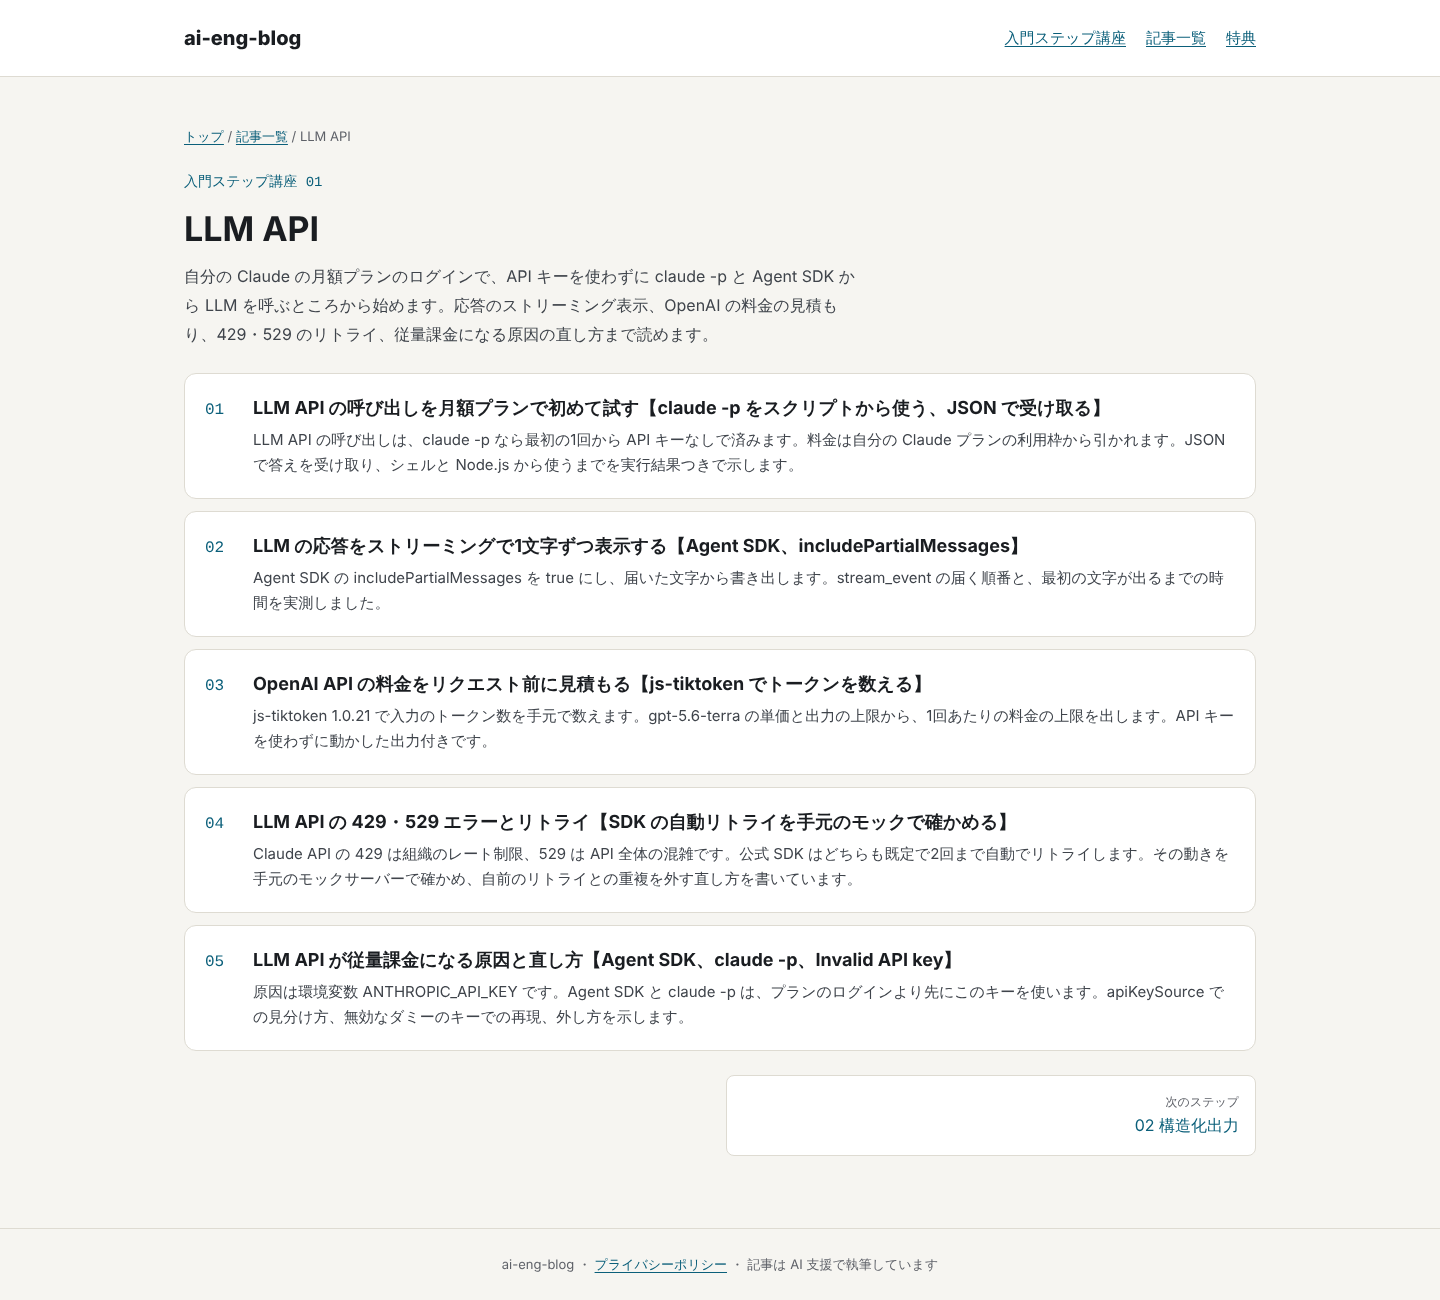 ai-eng-blog
入門ステップ講座 記事一覧 特典
トップ / 記事一覧 / LLM API
入門ステップ講座 01
LLM API
自分の Claude の月額プランのログインで、API キーを使わずに claude -p と Agent SDK か
ら LLM を呼ぶところから始めます。応答のストリーミング表示、OpenAI の料金の見積も
り、429・529 のリトライ、従量課金になる原因の直し方まで読めます。
01 LLM API の呼び出しを月額プランで初めて試す【claude -p をスクリプトから使う、JSON で受け取る】
LLM API の呼び出しは、claude -p なら最初の1回から API キーなしで済みます。料金は自分の Claude プランの利用枠から引かれます。JSON
で答えを受け取り、シェルと Node.js から使うまでを実行結果つきで示します。
02 LLM の応答をストリーミングで1文字ずつ表示する【Agent SDK、includePartialMessages】
Agent SDK の includePartialMessages を true にし、届いた文字から書き出します。stream_event の届く順番と、最初の文字が出るまでの時
間を実測しました。
03 OpenAI API の料金をリクエスト前に見積もる【js-tiktoken でトークンを数える】
js-tiktoken 1.0.21 で入力のトークン数を手元で数えます。gpt-5.6-terra の単価と出力の上限から、1回あたりの料金の上限を出します。API キー
を使わずに動かした出力付きです。
04 LLM API の 429・529 エラーとリトライ【SDK の自動リトライを手元のモックで確かめる】
Claude API の 429 は組織のレート制限、529 は API 全体の混雑です。公式 SDK はどちらも既定で2回まで自動でリトライします。その動きを
手元のモックサーバーで確かめ、自前のリトライとの重複を外す直し方を書いています。
05 LLM API が従量課金になる原因と直し方【Agent SDK、claude -p、Invalid API key】
原因は環境変数 ANTHROPIC_API_KEY です。Agent SDK と claude -p は、プランのログインより先にこのキーを使います。apiKeySource で
の見分け方、無効なダミーのキーでの再現、外し方を示します。
次のステップ
02 構造化出力
ai-eng-blog ・ プライバシーポリシー ・ 記事は AI 支援で執筆しています